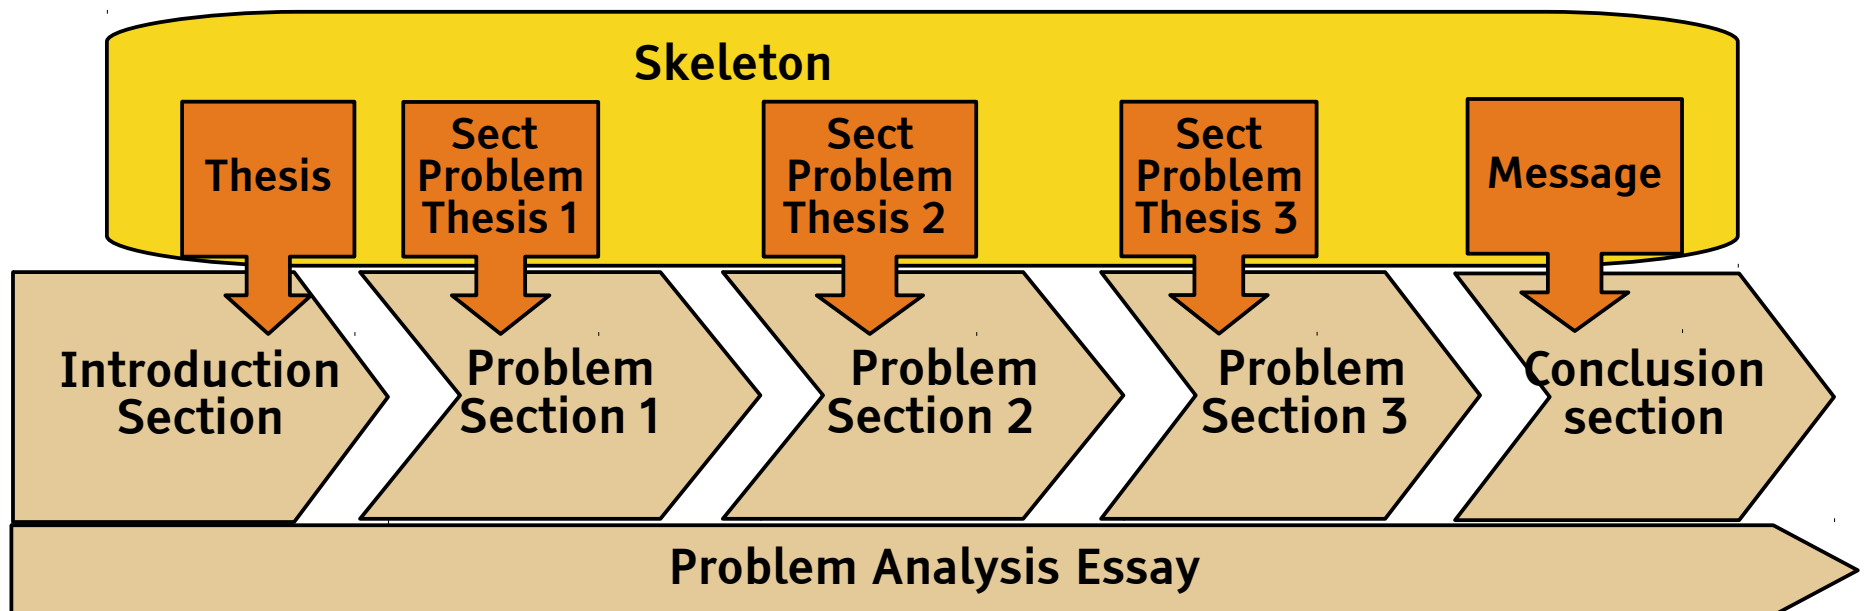 Skeleton
Thesis
Sect
Problem
Thesis 1
Sect
Problem
Thesis 2
Sect
Problem
Thesis 3
Message
Introduction
Section
Problem
Section 1
Problem
Section 2
Problem
Section 3
Conclusion
section
Problem Analysis Essay